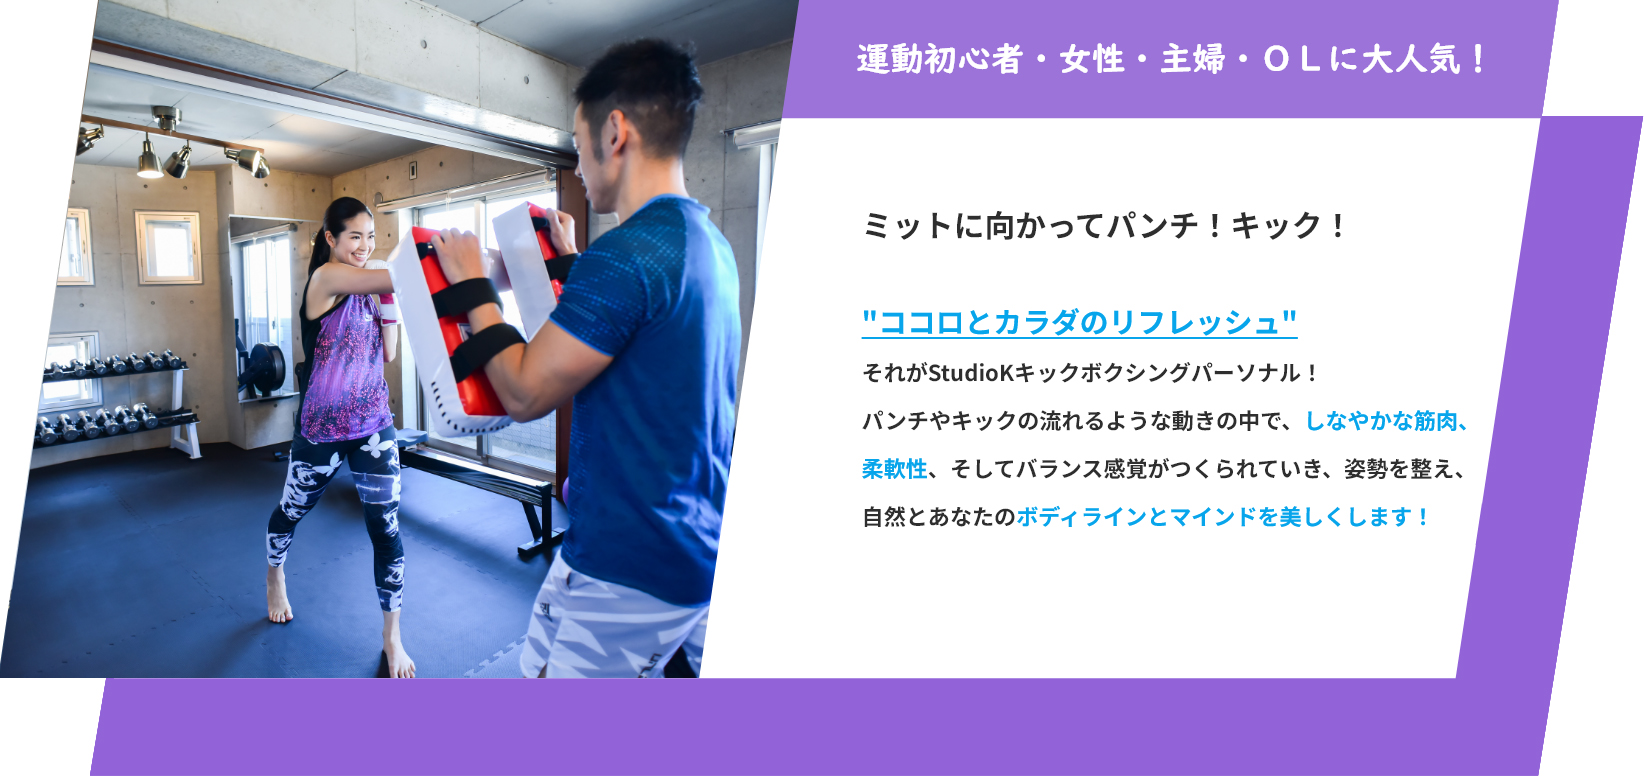 運動初心者・女性・主婦・ＯＬに大人気！
ミットに向かってパンチ！キック！
"ココロとカラダのリフレッシュ"
それがStudioKキックボクシングパーソナル！
パンチやキックの流れるような動きの中で、しなやかな筋肉、
柔軟性、そしてバランス感覚がつくられていき、姿勢を整え、
自然とあなたのボディラインとマインドを美しくします！